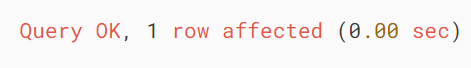 Query OK, 1 row affected (0.00 sec)